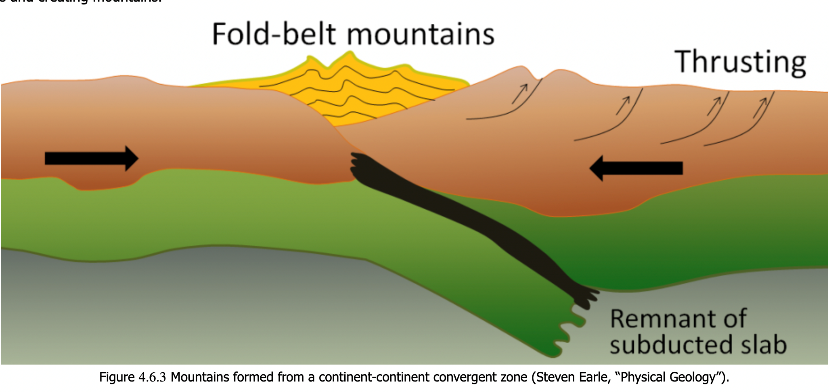 and creating mountains.
Fold-belt mountains
Thrusting
Remnant of
subducted slab
Figure 4.6.3 Mountains formed from a continent-continent convergent zone (Steven Earle, “Physical Geology”).